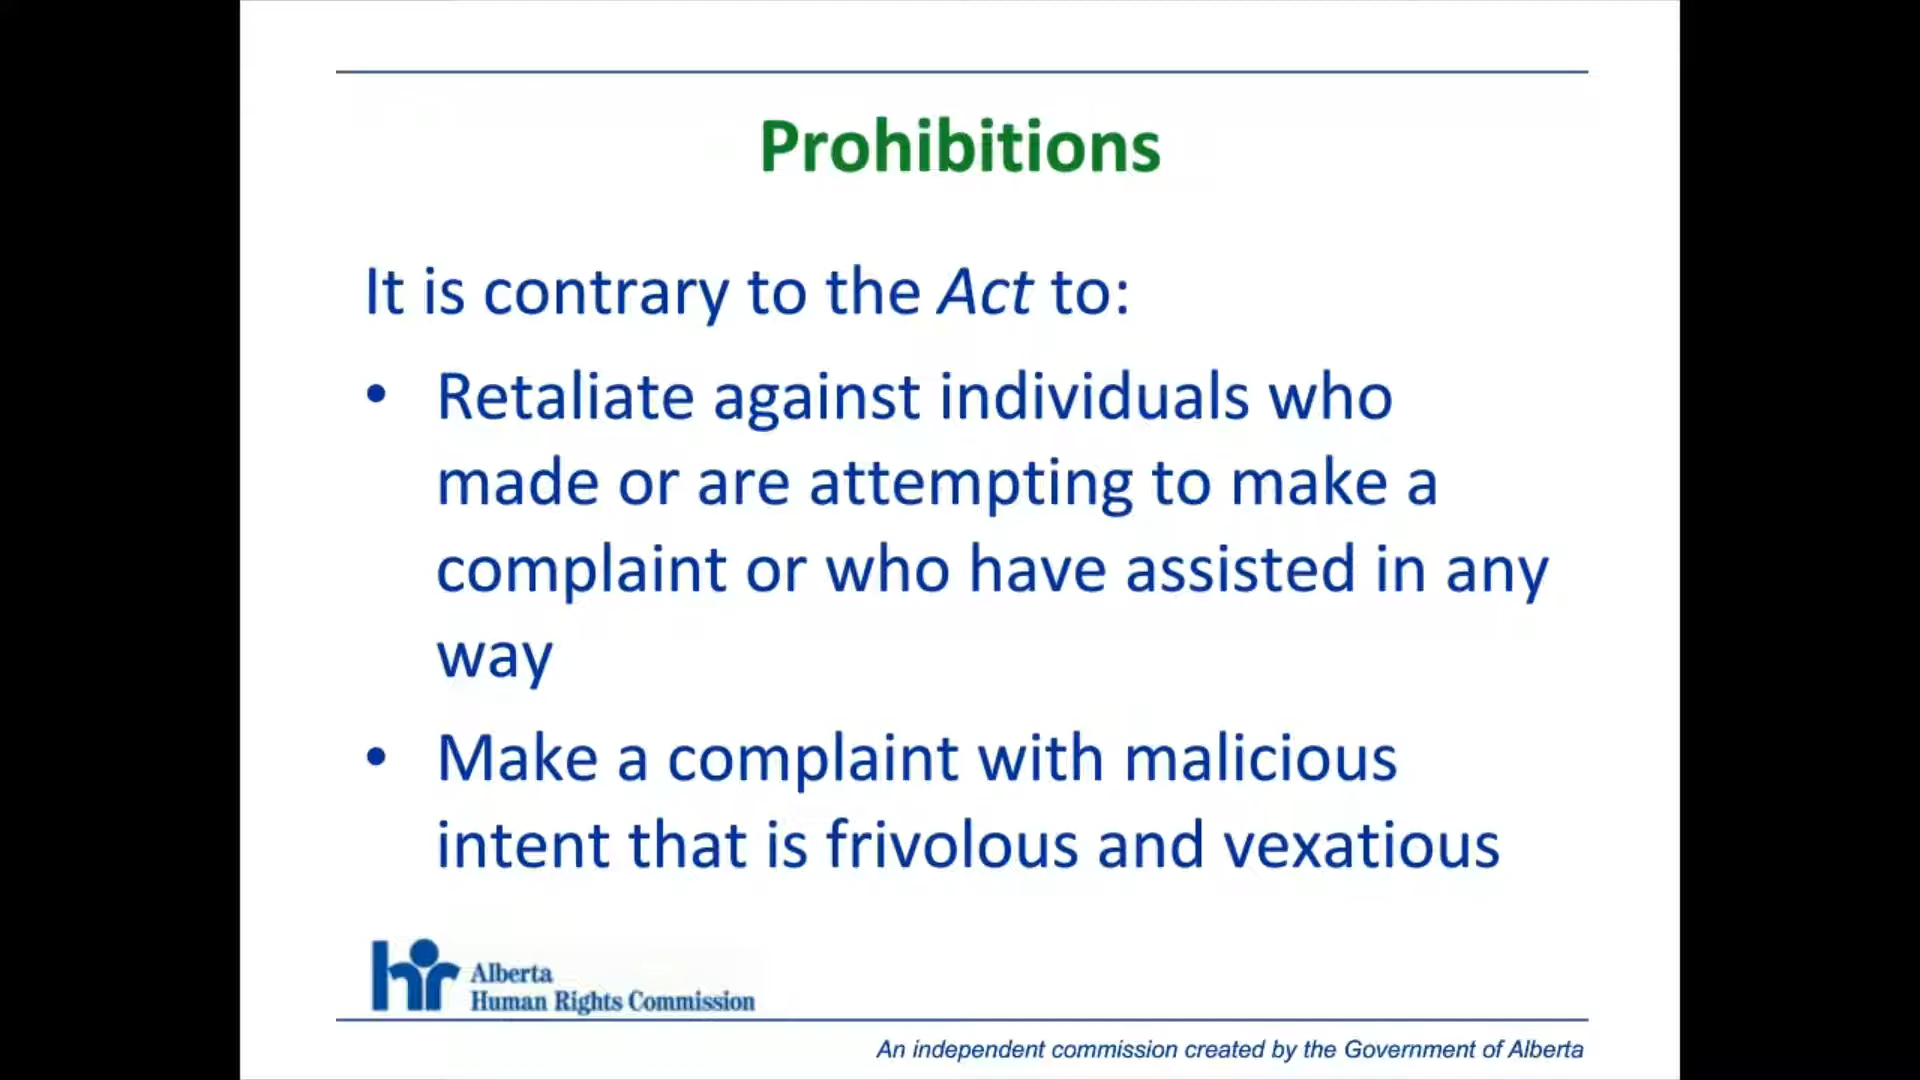 Prohibitions
It is contrary to the Act to:
• Retaliate against individuals who
made or are attempting to make a
complaint or who have assisted in any
way
• Make a complaint with malicious
intent that is frivolous and vexatious
hr Alberta
Human Rights Commission
An independent commission created by the Government of Alberta